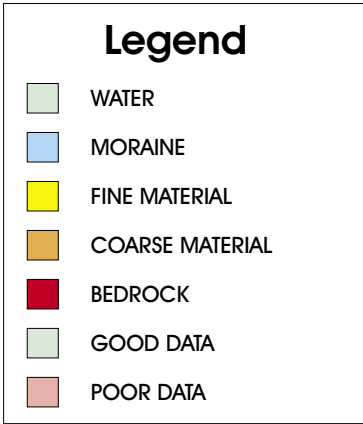 Legend
WATER
MORAINE
FINE MATERIAL
COARSE MATERIAL
BEDROCK
GOOD DATA
POOR DATA